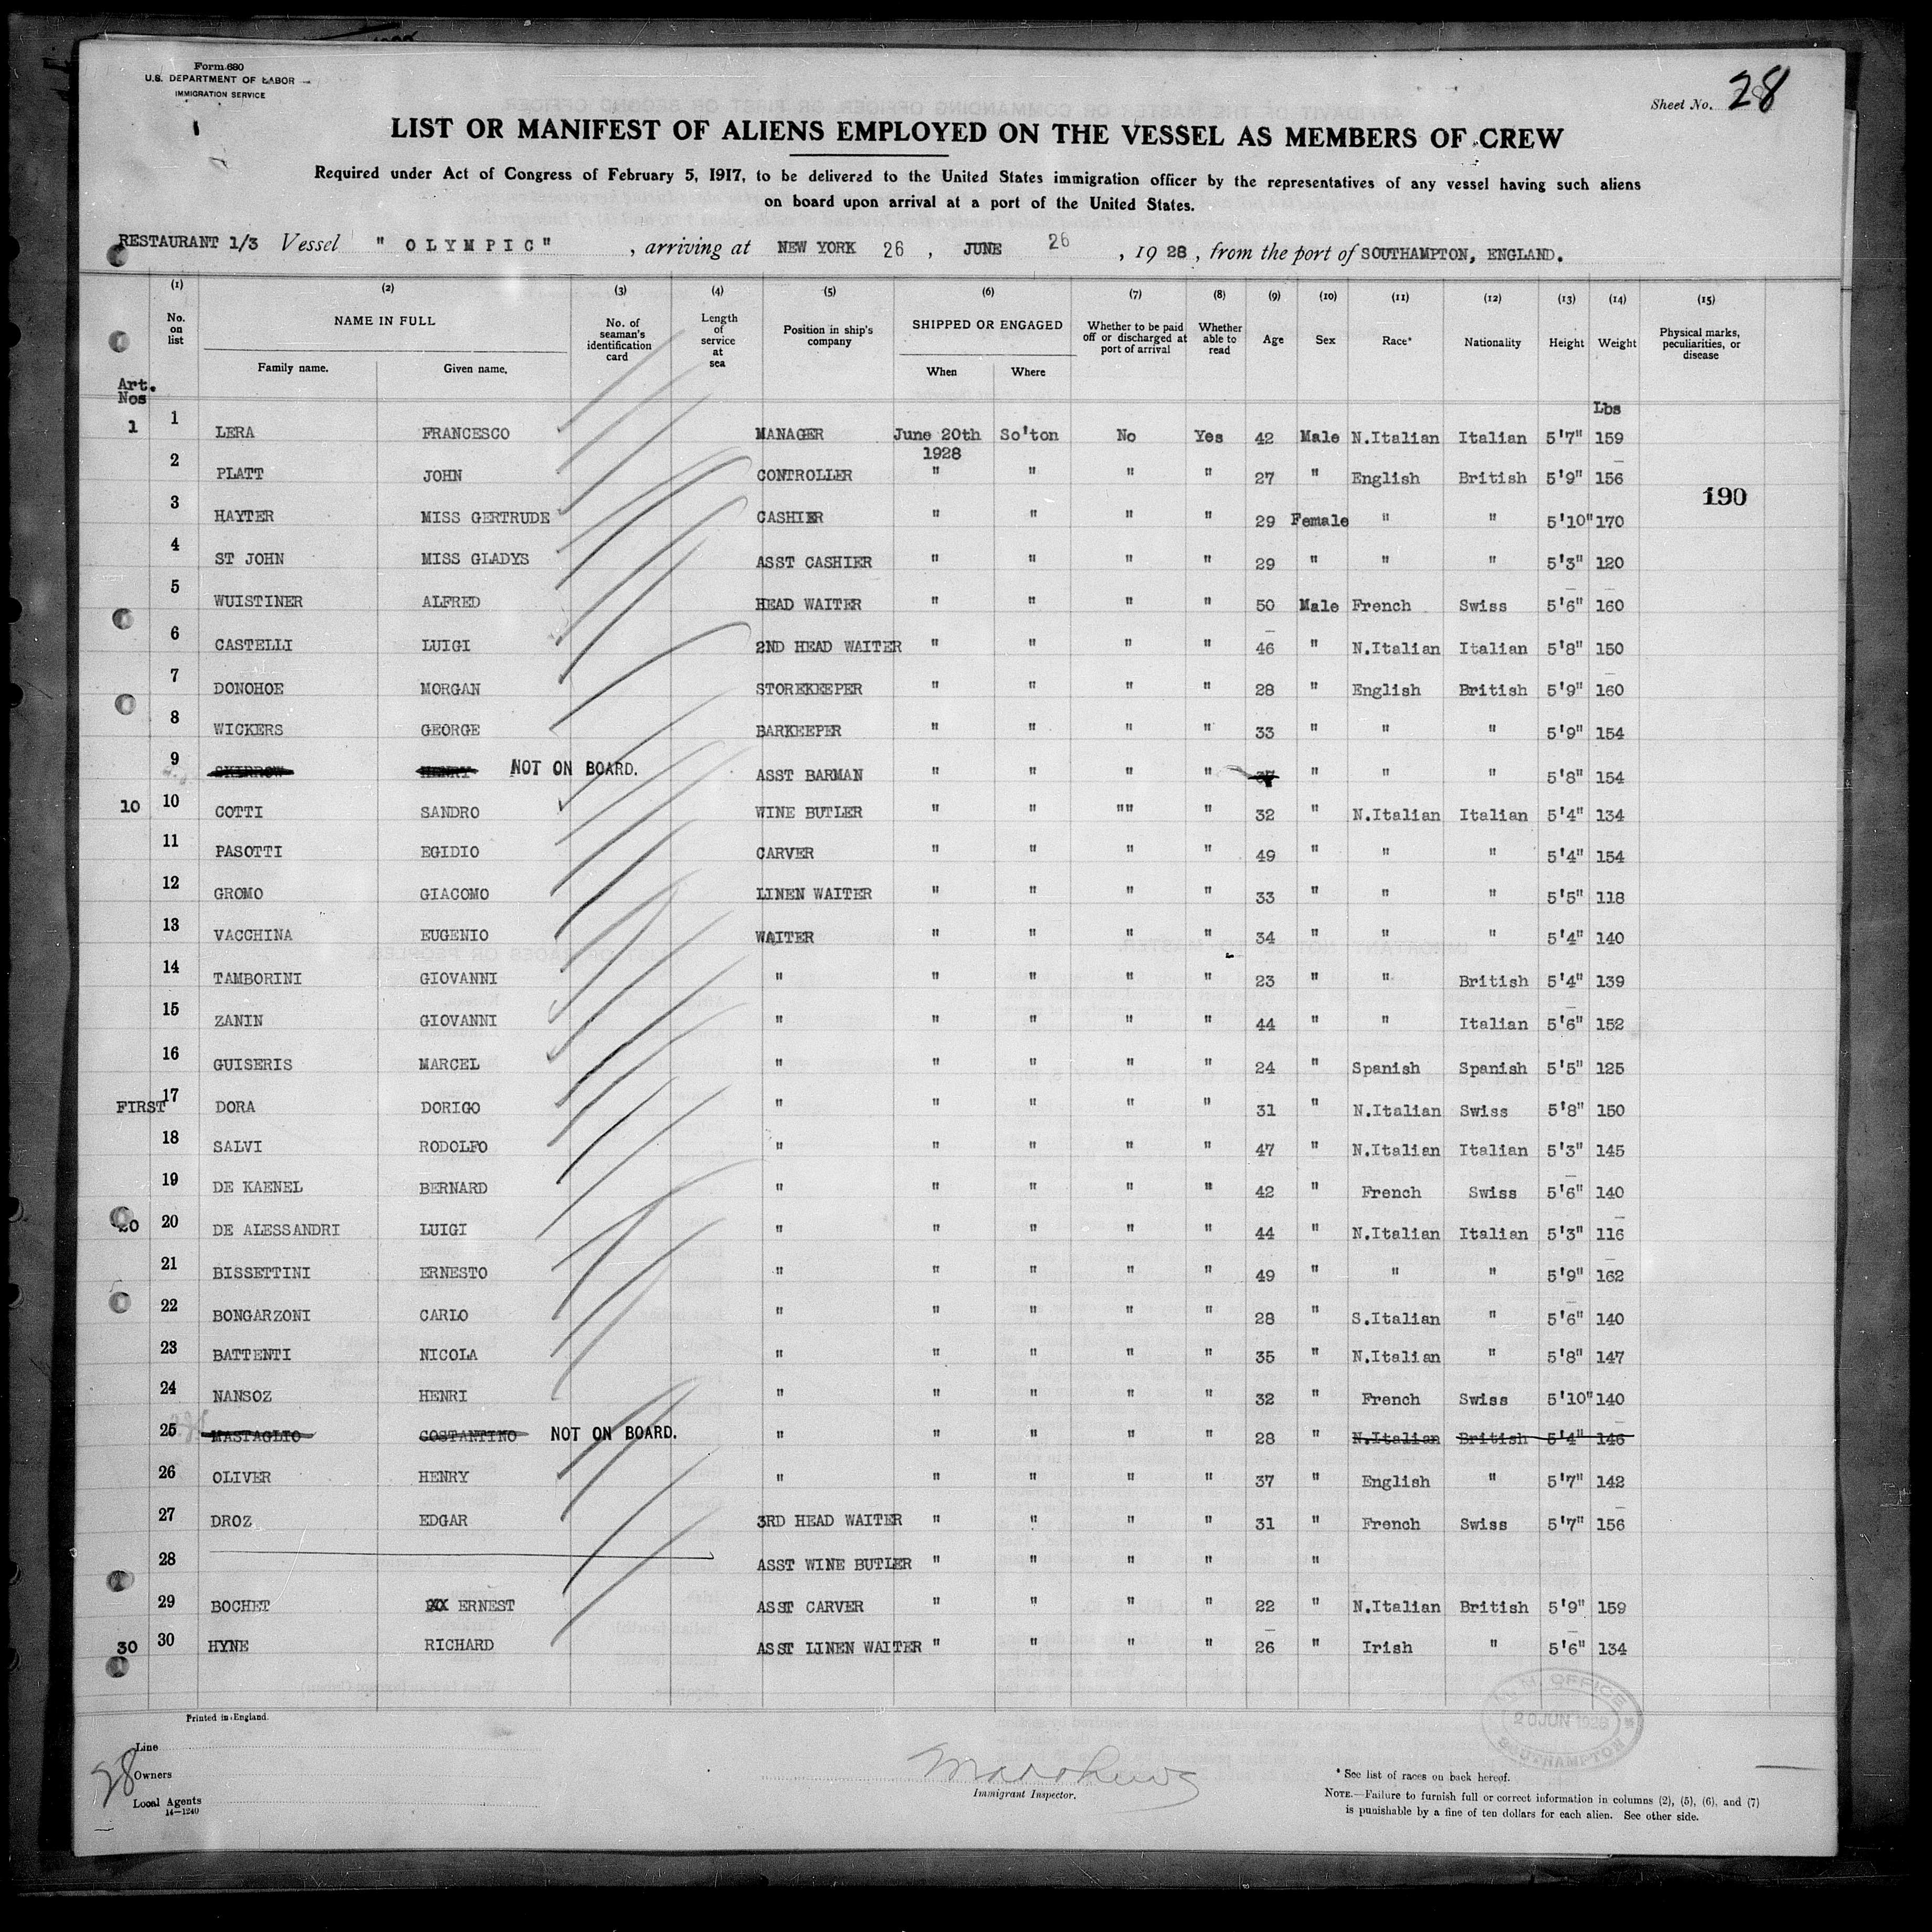 Form 680
U.S. DEPARTMENT OF LABOR
IMMIGRATION SERVICE
Sheet No. 28
LIST OR MANIFEST OF ALIENS EMPLOYED ON THE VESSEL AS MEMBERS OF CREW
Required under Act of Congress of February 5, 1917, to be delivered to the United States immigration officer by the representatives of any vessel having such aliens
on board upon arrival at a port of the United States.
RESTAURANT 1/3 Vessel "OLYMPIC", arriving at NEW YORK 26, JUNE 26, 1928, from the port of SOUTHAMPTON, ENGLAND.
(1) (2) (3) (4) (5) (6) (7) (8) (9) (10) (11) (12) (13) (14) (15)
No. on list NAME IN FULL No. of seaman's identification card Length of service at sea Position in ship's company SHIPPED OR ENGAGED Whether to be paid off or discharged at port of arrival Whether able to read Age Sex Race* Nationality Height Weight Physical marks, peculiarities, or disease
Family name. Given name. When Where
Art. Nos
Lbs
1 1 LERA FRANCESCO MANAGER June 20th 1928 So'ton No Yes 42 Male N.Italian Italian 5'7" 159
2 PLATT JOHN CONTROLLER " " " " 27 " English British 5'9" 156
190
3 HAYTER MISS GERTRUDE CASHIER " " " " 29 Female " " 5'10" 170
4 ST JOHN MISS GLADYS ASST CASHIER " " " " 29 " " " 5'3" 120
5 WUISTINER ALFRED HEAD WAITER " " " " 50 Male French Swiss 5'6" 160
6 CASTELLI LUIGI 2ND HEAD WAITER " " " " 46 " N.Italian Italian 5'8" 150
7 DONOHOE MORGAN STOREKEEPER " " " " 28 " English British 5'9" 160
8 WICKERS GEORGE BARKEEPER " " " " 33 " " " 5'9" 154
9 SKIRROW HENRY NOT ON BOARD. ASST BARMAN " " " " 37 " " " 5'8" 154
10 10 COTTI SANDRO WINE BUTLER " " "" " 32 " N.Italian Italian 5'4" 134
11 PASOTTI EGIDIO CARVER " " " " 49 " " " 5'4" 154
12 GROMO GIACOMO LINEN WAITER " " " " 33 " " " 5'5" 118
13 VACCHINA EUGENIO WAITER " " " " 34 " " " 5'4" 140
14 TAMBORINI GIOVANNI " " " " " 23 " " British 5'4" 139
15 ZANIN GIOVANNI " " " " " 44 " " Italian 5'6" 152
16 GUISERIS MARCEL " " " " " 24 " Spanish Spanish 5'5" 125
FIRST 17 DORA DORIGO " " " " " 31 " N.Italian Swiss 5'8" 150
18 SALVI RODOLFO " " " " " 47 " N.Italian Italian 5'3" 145
19 DE KAENEL BERNARD " " " " " 42 " French Swiss 5'6" 140
20 20 DE ALESSANDRI LUIGI " " " " " 44 " N.Italian Italian 5'3" 116
21 BISSETTINI ERNESTO " " " " " 49 " " " 5'9" 162
22 BONGARZONI CARLO " " " " " 28 " S.Italian " 5'6" 140
23 BATTENTI NICOLA " " " " " 35 " N.Italian " 5'8" 147
24 NANSOZ HENRI " " " " " 32 " French Swiss 5'10" 140
25 MASTAGLIO COSTANTINO NOT ON BOARD. " " " " " 28 " N.Italian British 5'4" 146
26 OLIVER HENRY " " " " " 37 " English " 5'7" 142
27 DROZ EDGAR 3RD HEAD WAITER " " " " 31 " French Swiss 5'7" 156
28 ASST WINE BUTLER " " " " "
29 BOCHET XX ERNEST ASST CARVER " " " " 22 " N.Italian British 5'9" 159
30 30 HYNE RICHARD ASST LINEN WAITER " " " " 26 " Irish " 5'6" 134
Printed in England.
OFFICE
20 JUN 1928
SOUTHAMPTON
28
Line
Owners
Local Agents
14—1240
Immigrant Inspector.
* See list of races on back hereof.
NOTE.—Failure to furnish full or correct information in columns (2), (5), (6), and (7)
is punishable by a fine of ten dollars for each alien. See other side.